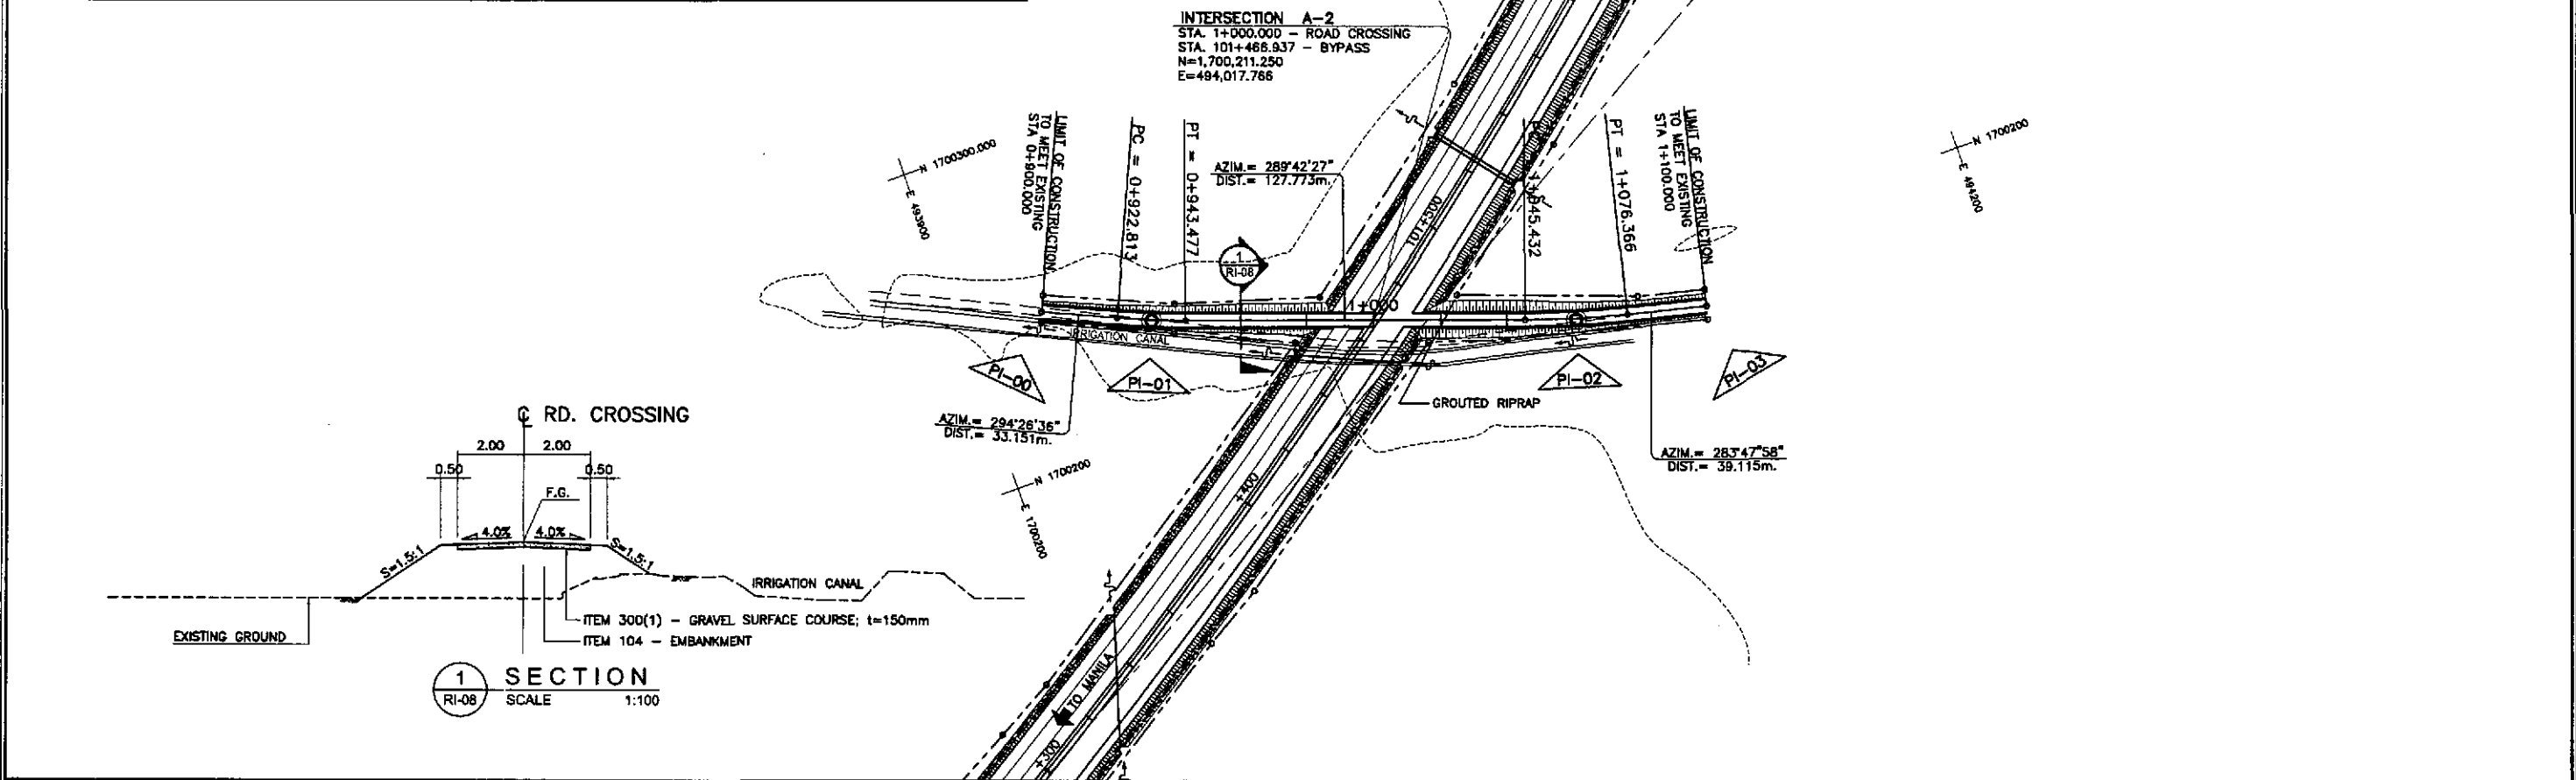 INTERSECTION A-2
STA. 1+000.000 - ROAD CROSSING
STA. 101+466.937 - BYPASS
N=1,700,211.250
E=494,017.766
N 1700300.000
E 493900
LIMIT OF CONSTRUCTION
TO MEET EXISTING
STA 0+900.000
PC = 0+922.813
PT = 0+943.477
AZIM.= 289°42'27"
DIST.= 127.773m.
1
RI-08
101+500
1+045.432
PT = 1+076.366
LIMIT OF CONSTRUCTION
TO MEET EXISTING
STA 1+100.000
N 1700200
E 494200
1+000
IRRIGATION CANAL
PI-00
PI-01
PI-02
PI-03
GROUTED RIPRAP
AZIM.= 294°26'36"
DIST.= 33.151m.
AZIM.= 283°47'58"
DIST.= 39.115m.
N 1700200
E 1700200
+400
TO MANILA
+300
℄ RD. CROSSING
2.00 2.00
0.50 0.50
F.G.
4.0% 4.0%
S=1.5:1 S=1.5:1
IRRIGATION CANAL
EXISTING GROUND
ITEM 300(1) - GRAVEL SURFACE COURSE; t=150mm
ITEM 104 - EMBANKMENT
1
RI-08
SECTION
SCALE 1:100